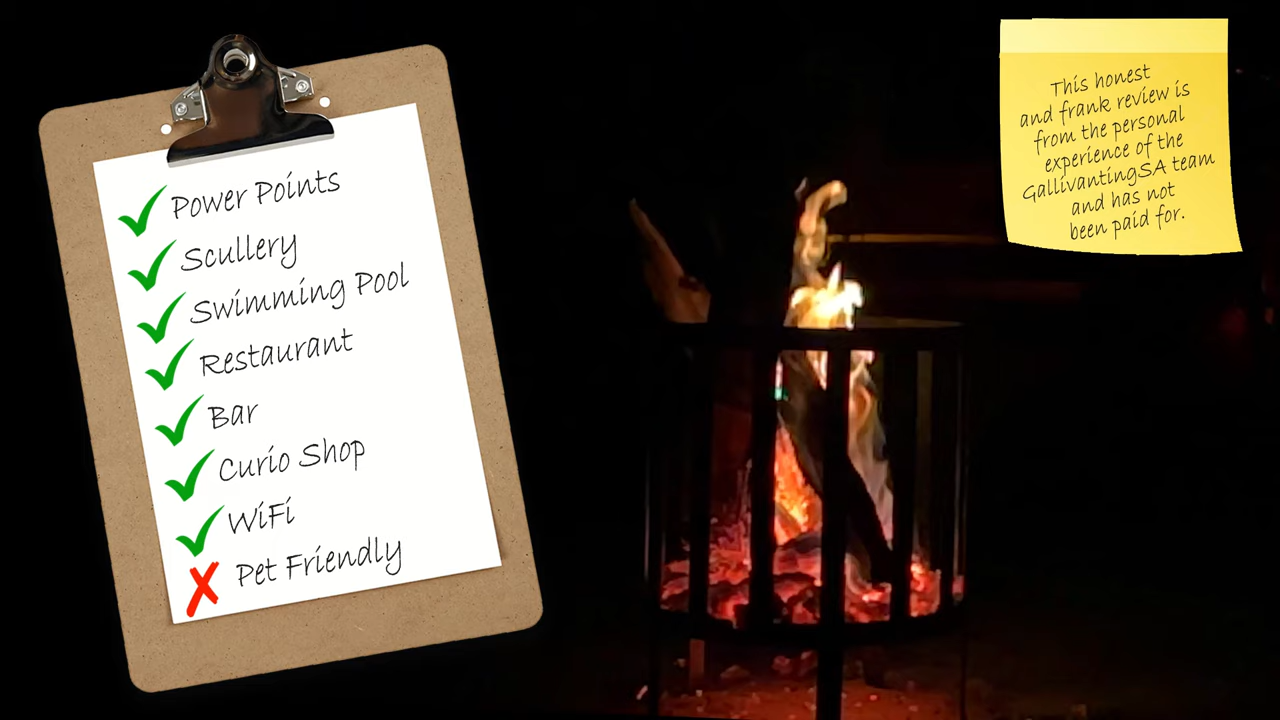 Power Points
Scullery
Swimming Pool
Restaurant
Bar
Curio Shop
WiFi
Pet Friendly
This honest
and frank review is
from the personal
experience of the
GallivantingSA team
and has not
been paid for.